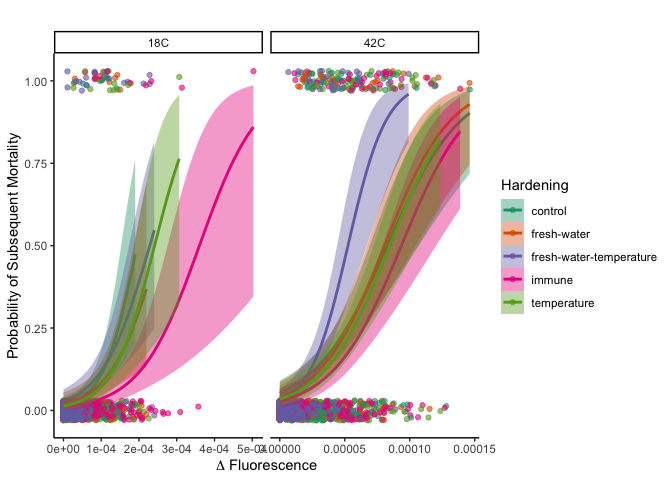 18C 42C
Probability of Subsequent Mortality
1.00
0.75
0.50
0.25
0.00
0e+00 1e-04 2e-04 3e-04 4e-04 5e-04 0.00000 0.00005 0.00010 0.00015
Δ Fluorescence
Hardening
control
fresh-water
fresh-water-temperature
immune
temperature